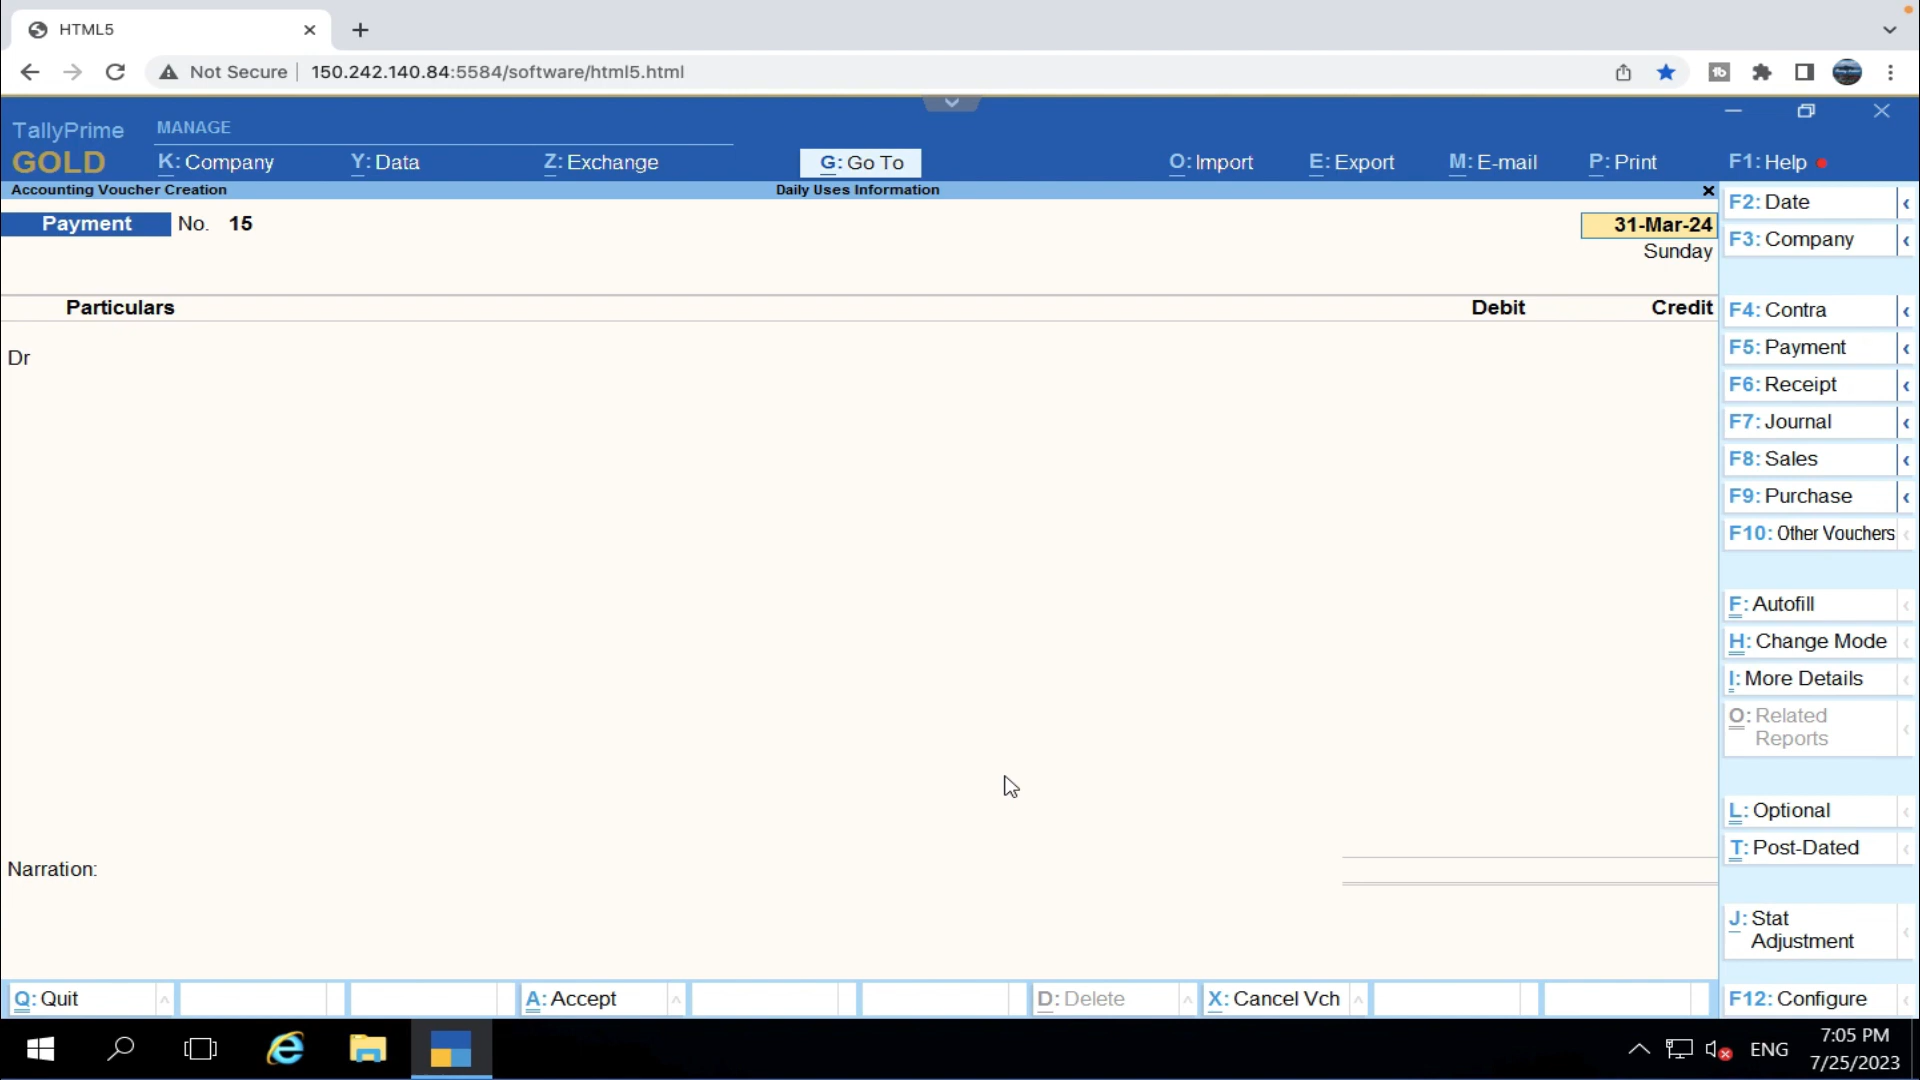 HTML5
Not Secure 150.242.140.84:5584/software/html5.html
TallyPrime
GOLD
MANAGE
K: Company Y: Data Z: Exchange G: Go To O: Import E: Export M: E-mail P: Print F1: Help
Accounting Voucher Creation Daily Uses Information
Payment No. 15 31-Mar-24
Sunday
Particulars Debit Credit
Dr
Narration:
F2: Date
F3: Company
F4: Contra
F5: Payment
F6: Receipt
F7: Journal
F8: Sales
F9: Purchase
F10: Other Vouchers
F: Autofill
H: Change Mode
I: More Details
O: Related
Reports
L: Optional
T: Post-Dated
J: Stat
Adjustment
Q: Quit A: Accept D: Delete X: Cancel Vch F12: Configure
ENG
7:05 PM
7/25/2023